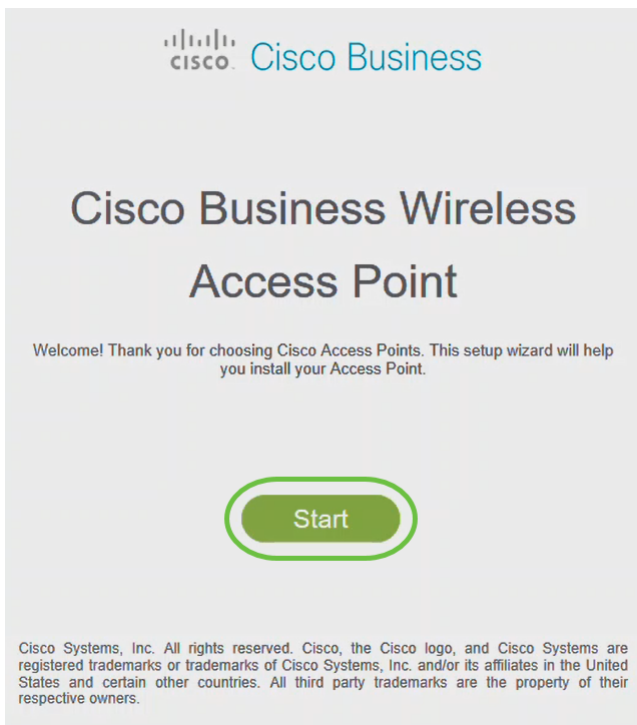 CISCO. Cisco Business
Cisco Business Wireless
Access Point
Welcome! Thank you for choosing Cisco Access Points. This setup wizard will help
you install your Access Point.
Start
Cisco Systems, Inc. All rights reserved. Cisco, the Cisco logo, and Cisco Systems are
registered trademarks or trademarks of Cisco Systems, Inc. and/or its affiliates in the United
States and certain other countries. All third party trademarks are the property of their
respective owners.